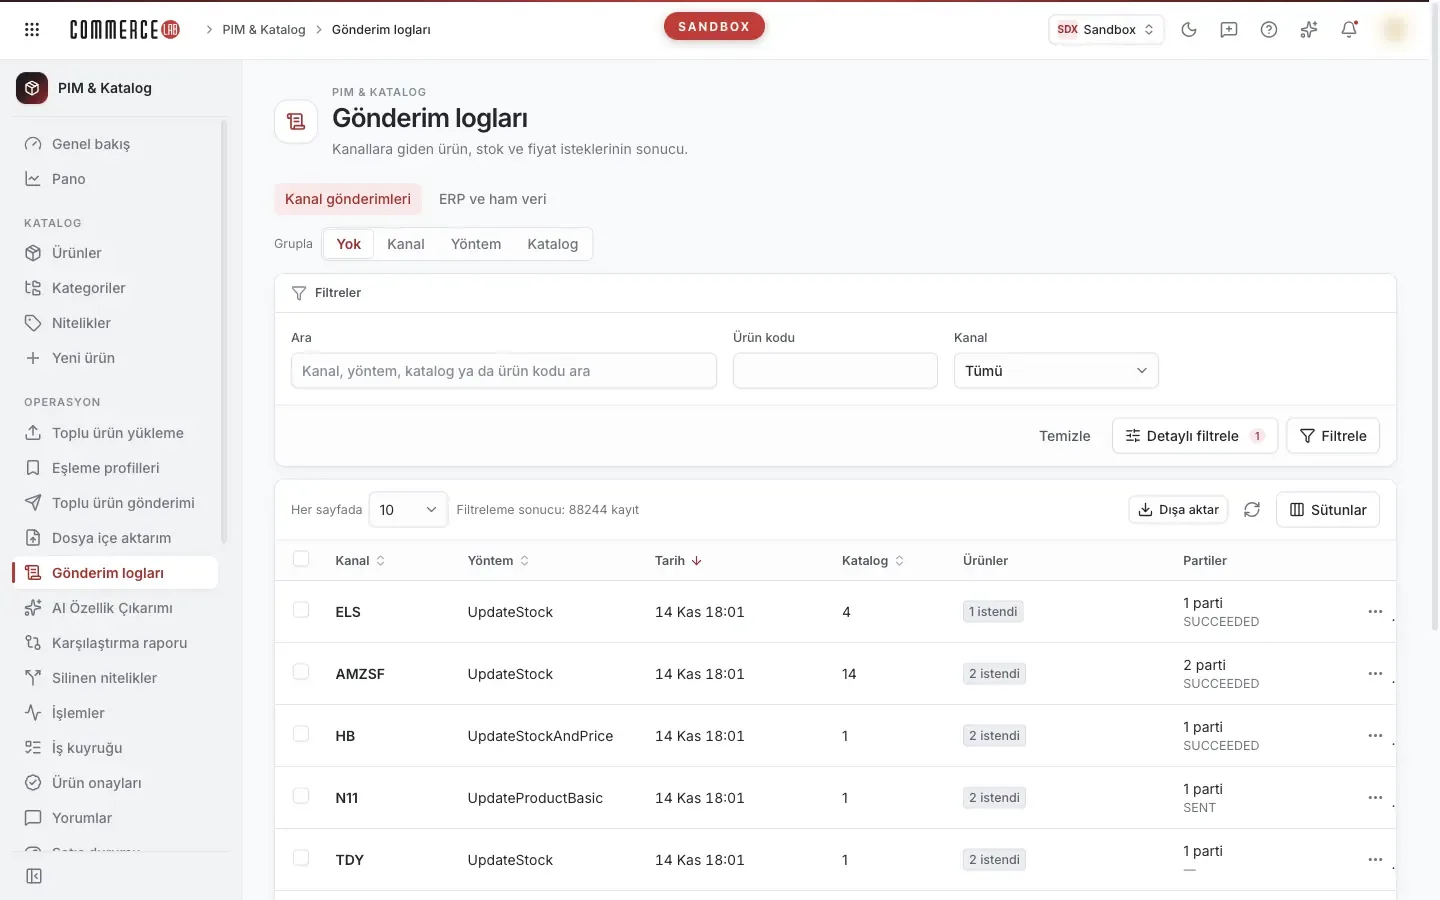 COMMERCE LAB
PIM & Katalog
Gönderim logları
SANDBOX
SDX Sandbox
PIM & Katalog
Genel bakış
Pano
KATALOG
Ürünler
Kategoriler
Nitelikler
Yeni ürün
OPERASYON
Toplu ürün yükleme
Eşleme profilleri
Toplu ürün gönderimi
Dosya içe aktarım
Gönderim logları
AI Özellik Çıkarımı
Karşılaştırma raporu
Silinen nitelikler
İşlemler
İş kuyruğu
Ürün onayları
Yorumlar
PIM & KATALOG
Gönderim logları
Kanallara giden ürün, stok ve fiyat isteklerinin sonucu.
Kanal gönderimleri ERP ve ham veri
Grupla Yok Kanal Yöntem Katalog
Filtreler
Ara Ürün kodu Kanal
Kanal, yöntem, katalog ya da ürün kodu ara Tümü
Temizle Detaylı filtrele 1 Filtrele
Her sayfada 10 Filtreleme sonucu: 88244 kayıt Dışa aktar Sütunlar
Kanal Yöntem Tarih Katalog Ürünler Partiler
ELS UpdateStock 14 Kas 18:01 4 1 istendi 1 parti
SUCCEEDED
AMZSF UpdateStock 14 Kas 18:01 14 2 istendi 2 parti
SUCCEEDED
HB UpdateStockAndPrice 14 Kas 18:01 1 2 istendi 1 parti
SUCCEEDED
N11 UpdateProductBasic 14 Kas 18:01 1 2 istendi 1 parti
SENT
TDY UpdateStock 14 Kas 18:01 1 2 istendi 1 parti
—